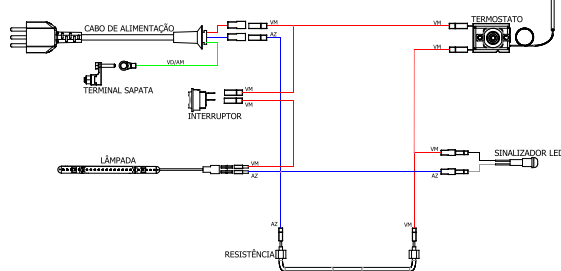 CABO DE ALIMENTAÇÃO
VM
VM
TERMOSTATO
AZ
VM
VD/AM
TERMINAL SAPATA
VM
VM
INTERRUPTOR
LÂMPADA
VM
AZ
VM
AZ
SINALIZADOR LED
AZ
VM
RESISTÊNCIA